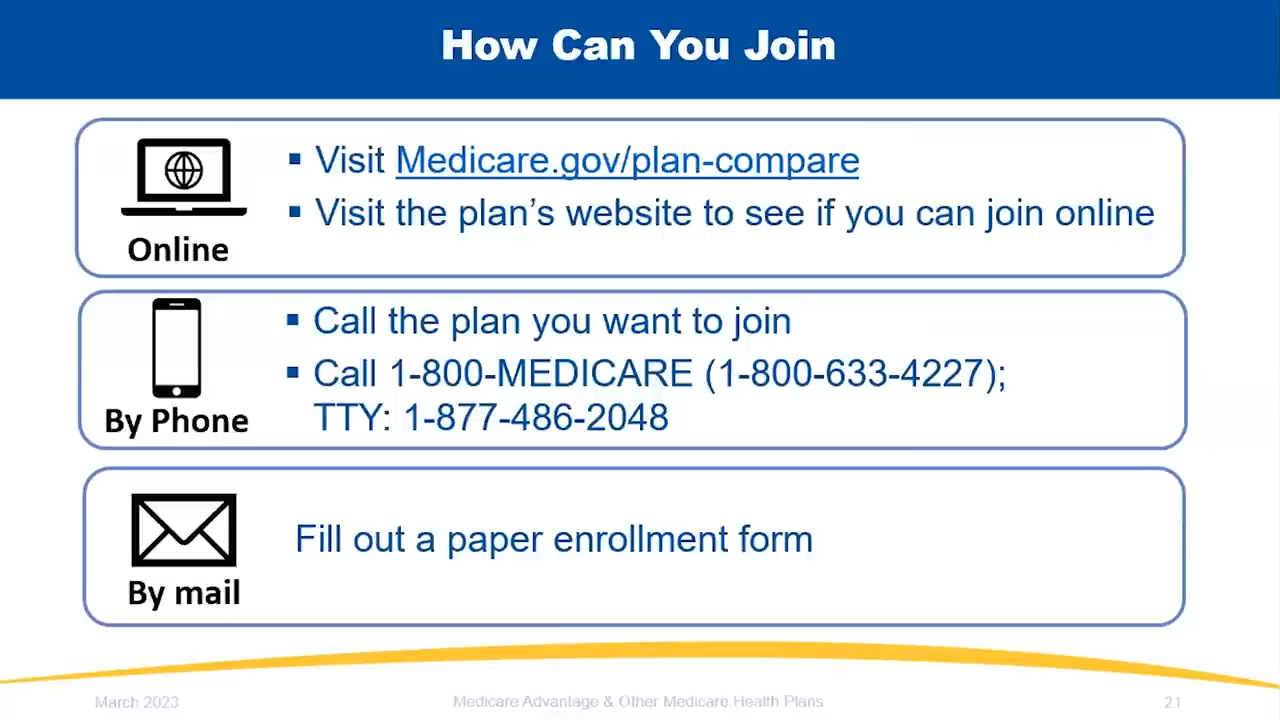 How Can You Join
Online
▪ Visit Medicare.gov/plan-compare
▪ Visit the plan’s website to see if you can join online
By Phone
▪ Call the plan you want to join
▪ Call 1-800-MEDICARE (1-800-633-4227);
TTY: 1-877-486-2048
By mail
Fill out a paper enrollment form
March 2023
Medicare Advantage & Other Medicare Health Plans
21